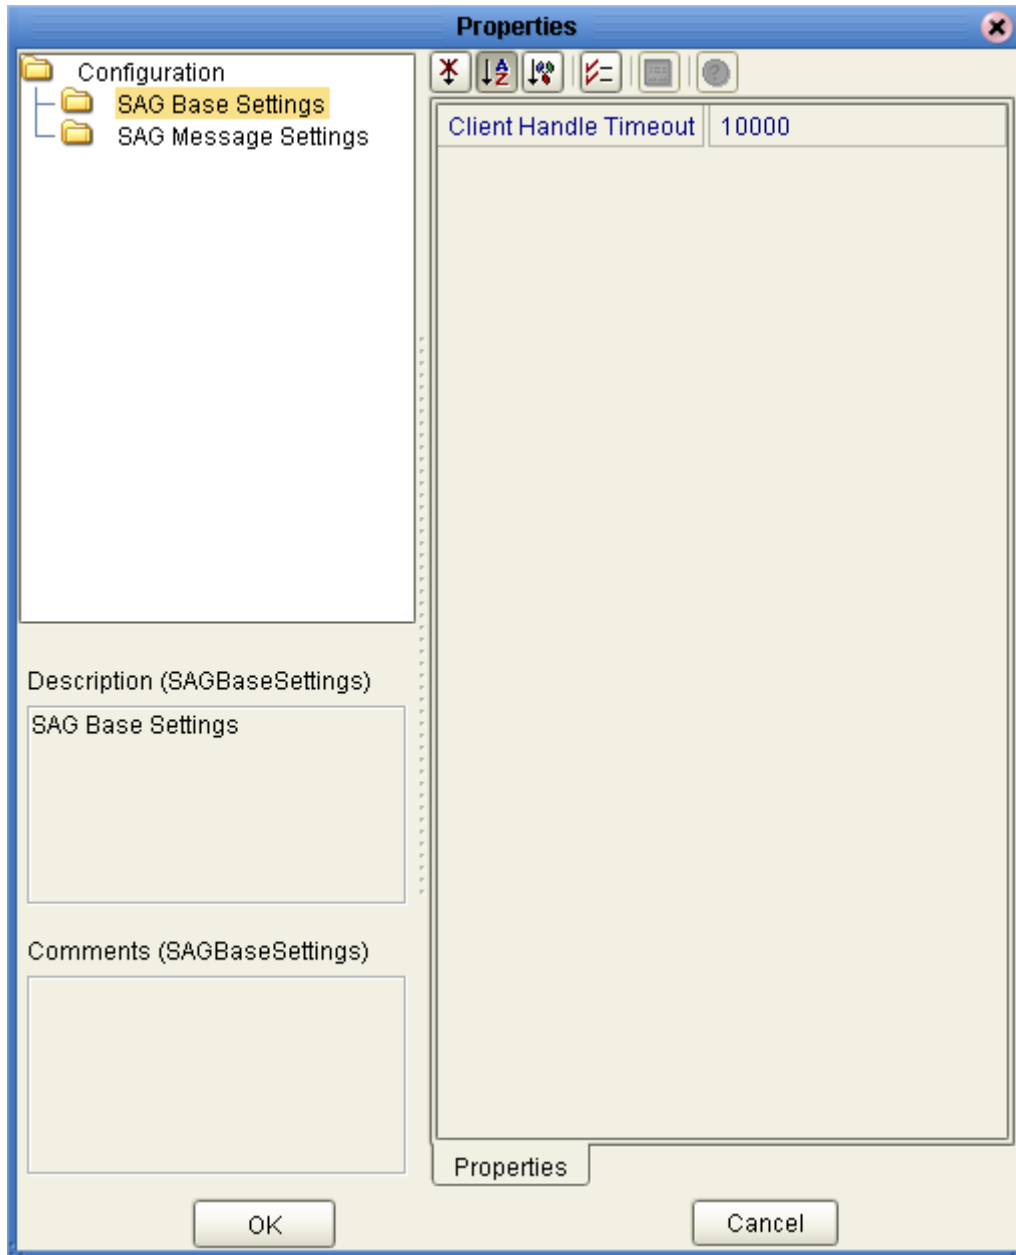 Properties
Configuration
SAG Base Settings
SAG Message Settings
Client Handle Timeout 10000
Description (SAGBaseSettings)
SAG Base Settings
Comments (SAGBaseSettings)
Properties
OK
Cancel